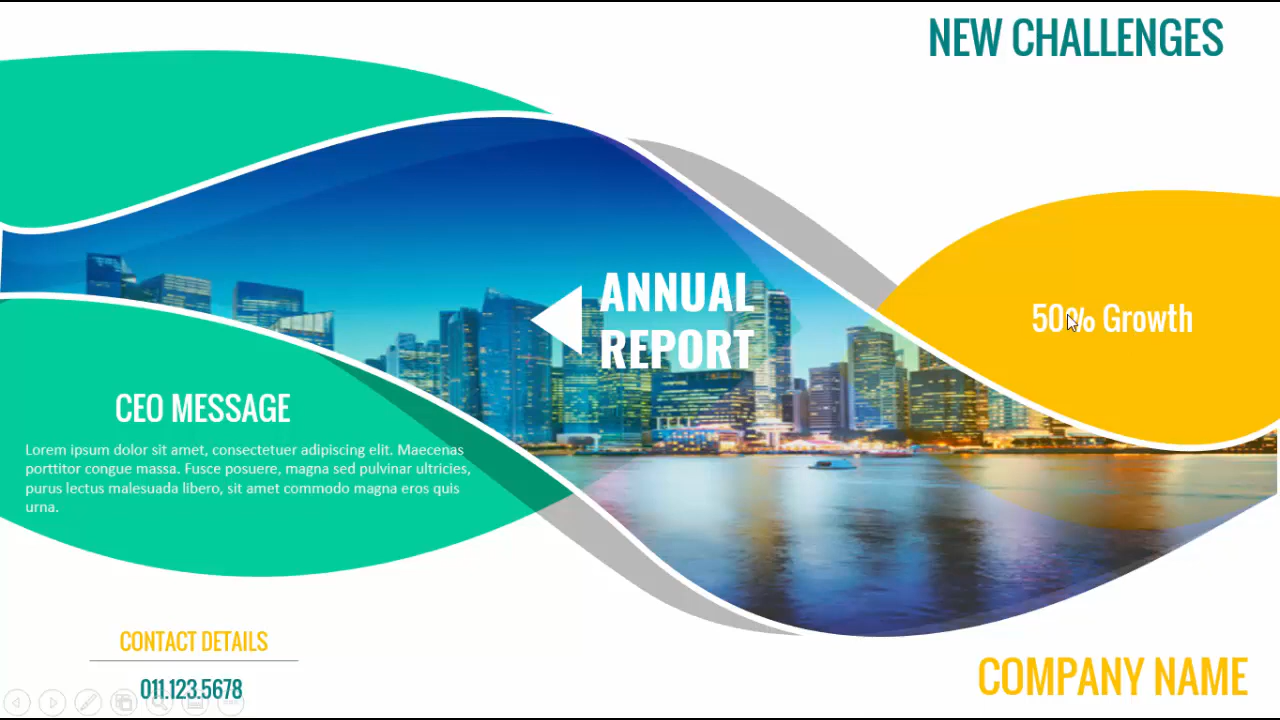 NEW CHALLENGES
ANNUAL
REPORT
50% Growth
CEO MESSAGE
Lorem ipsum dolor sit amet, consectetuer adipiscing elit. Maecenas
porttitor congue massa. Fusce posuere, magna sed pulvinar ultricies,
purus lectus malesuada libero, sit amet commodo magna eros quis
urna.
CONTACT DETAILS
011.123.5678
COMPANY NAME